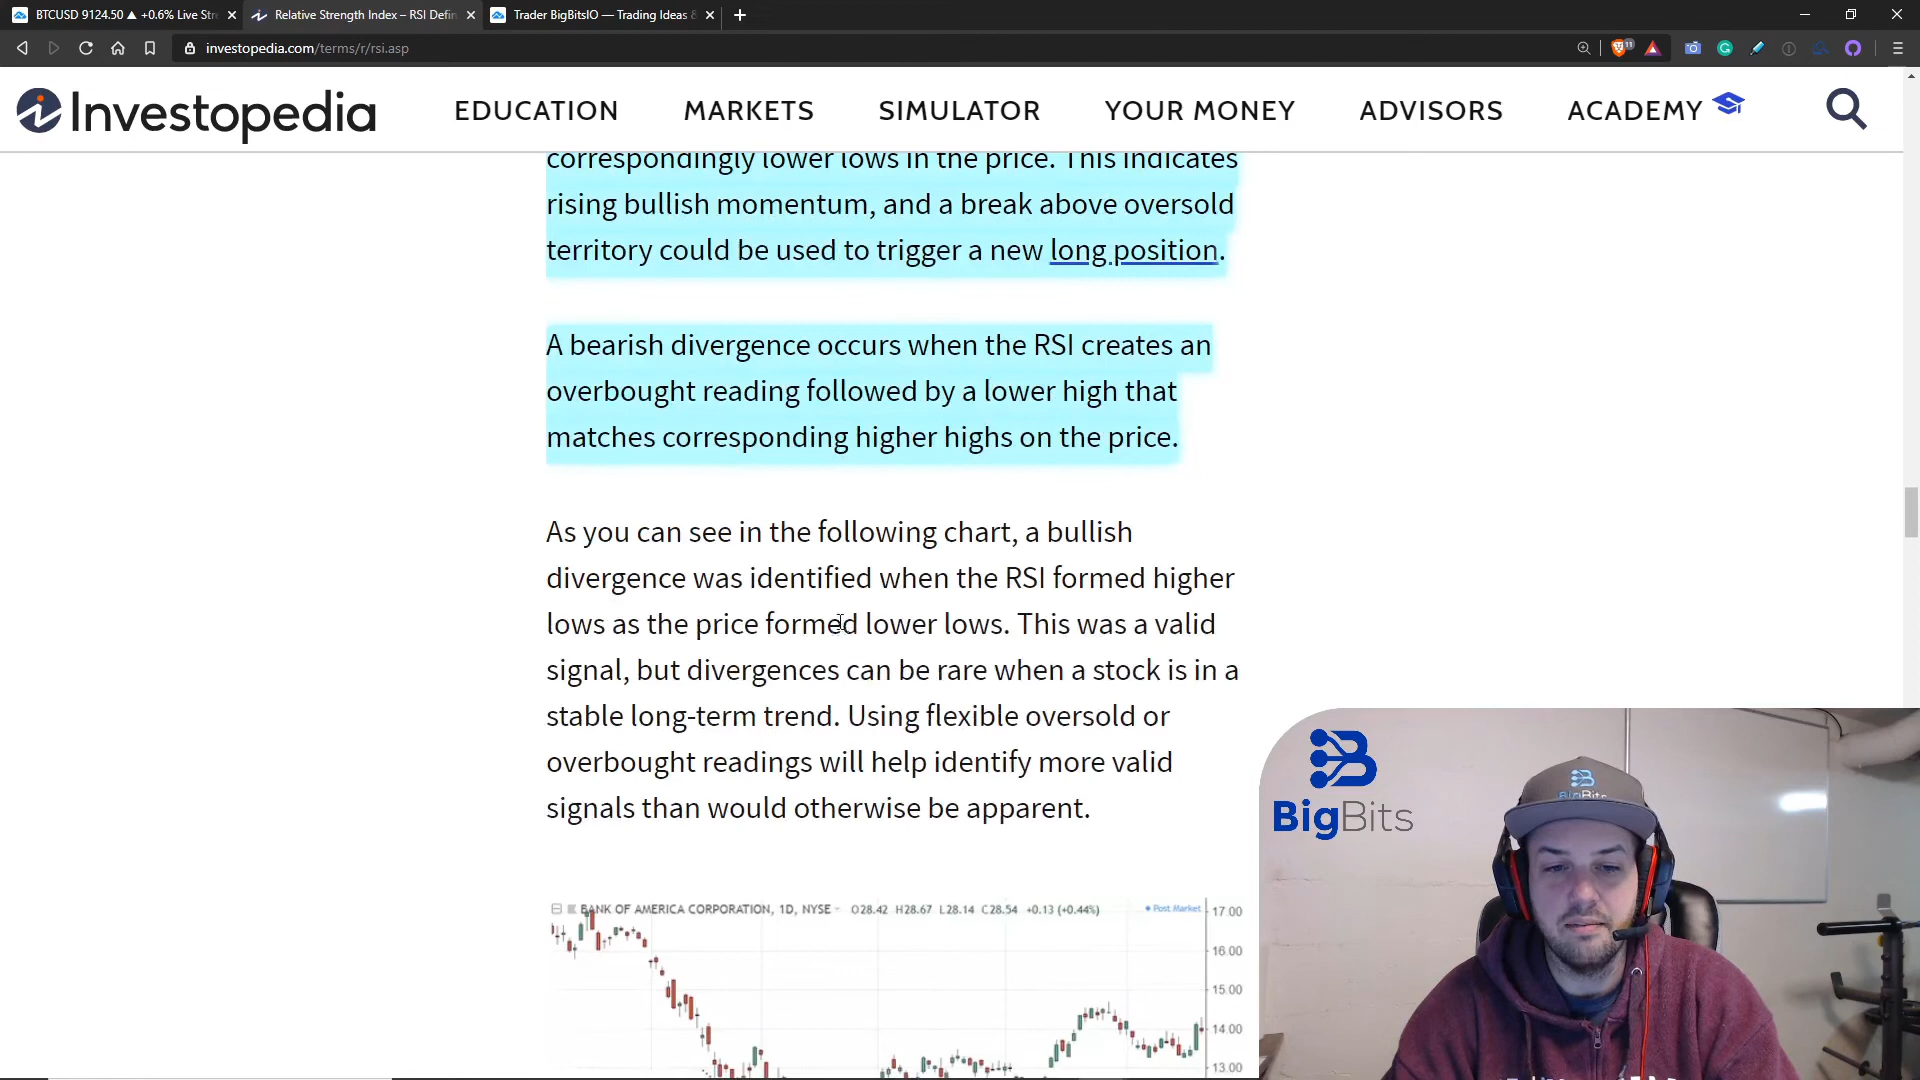 BTCUSD 9124.50 ▲ +0.6% Live Str
Relative Strength Index – RSI Defin
Trader BigBitsIO — Trading Ideas &
investopedia.com/terms/r/rsi.asp
11
Investopedia
EDUCATION
MARKETS
SIMULATOR
YOUR MONEY
ADVISORS
ACADEMY
correspondingly lower lows in the price. This indicates
rising bullish momentum, and a break above oversold
territory could be used to trigger a new long position.
A bearish divergence occurs when the RSI creates an
overbought reading followed by a lower high that
matches corresponding higher highs on the price.
As you can see in the following chart, a bullish
divergence was identified when the RSI formed higher
lows as the price formed lower lows. This was a valid
signal, but divergences can be rare when a stock is in a
stable long-term trend. Using flexible oversold or
overbought readings will help identify more valid
signals than would otherwise be apparent.
BANK OF AMERICA CORPORATION, 1D, NYSE O28.42 H28.67 L28.14 C28.54 +0.13 (+0.44%)
Post Market
17.00
16.00
15.00
14.00
13.00
BigBits
BigBits